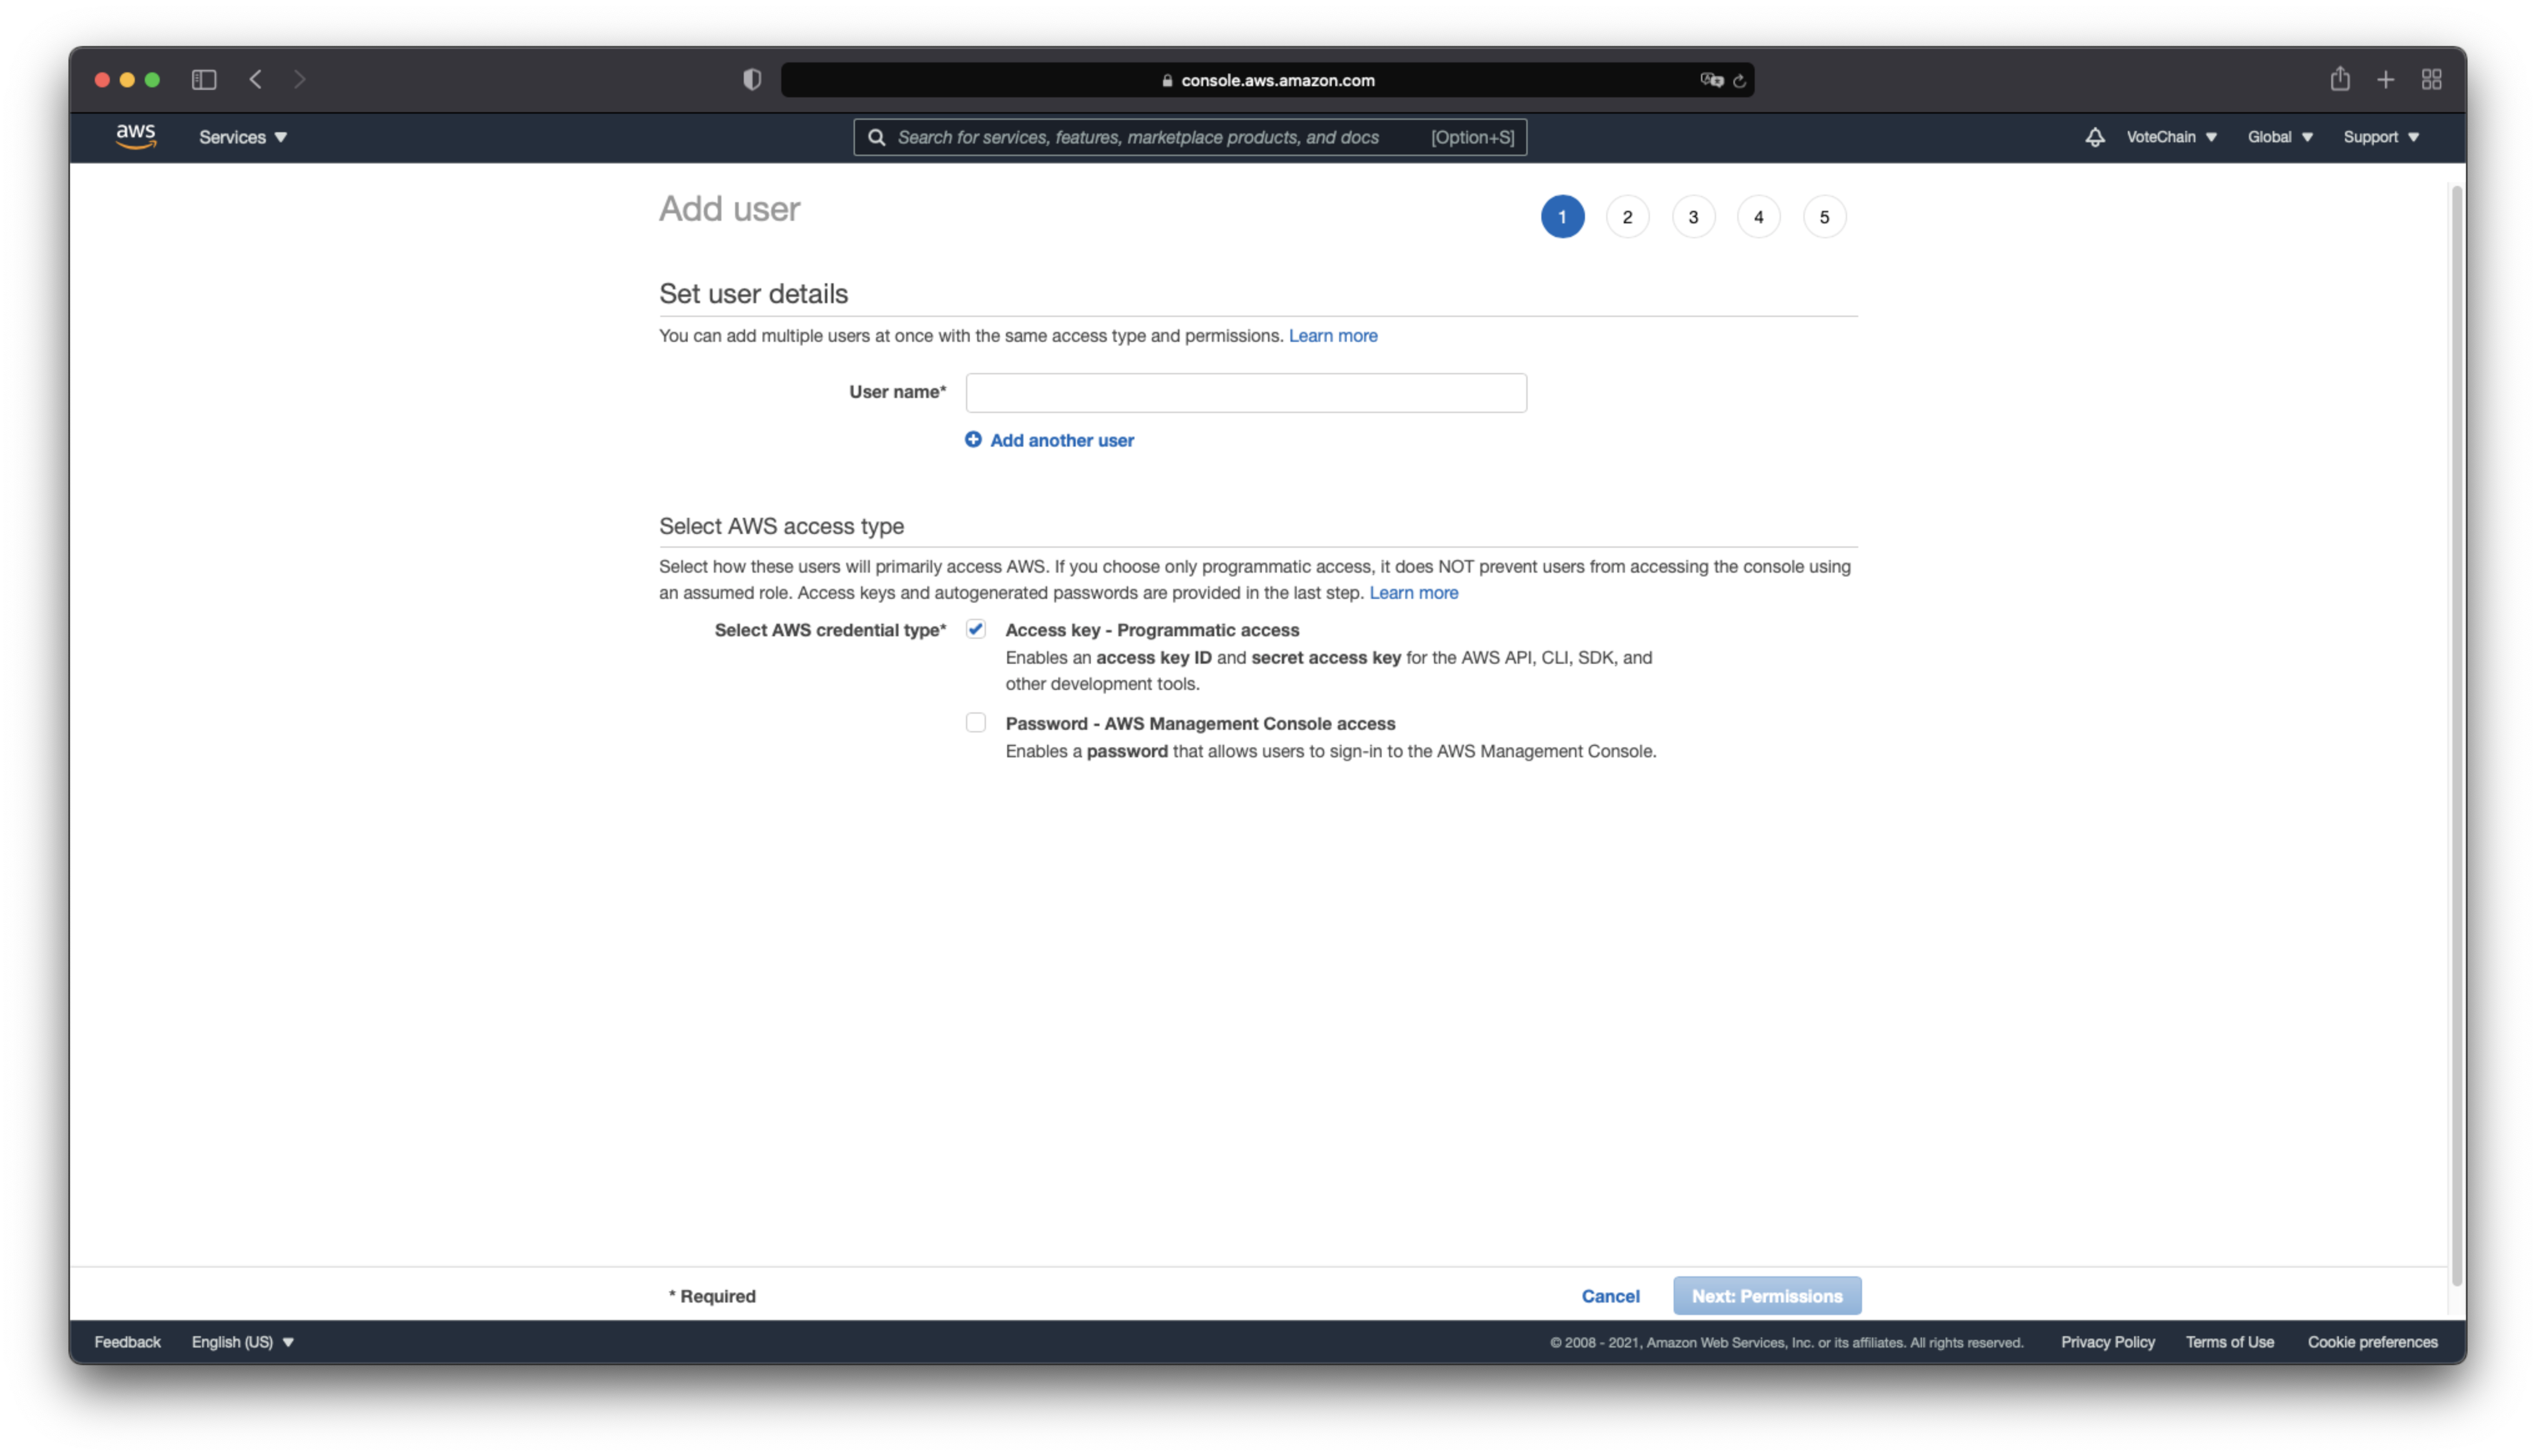 console.aws.amazon.com
aws Services Search for services, features, marketplace products, and docs [Option+S] VoteChain Global Support
Add user 1 2 3 4 5
Set user details
You can add multiple users at once with the same access type and permissions. Learn more
User name*
Add another user
Select AWS access type
Select how these users will primarily access AWS. If you choose only programmatic access, it does NOT prevent users from accessing the console using
an assumed role. Access keys and autogenerated passwords are provided in the last step. Learn more
Select AWS credential type* Access key - Programmatic access
Enables an access key ID and secret access key for the AWS API, CLI, SDK, and
other development tools.
Password - AWS Management Console access
Enables a password that allows users to sign-in to the AWS Management Console.
* Required Cancel Next: Permissions
Feedback English (US) © 2008 - 2021, Amazon Web Services, Inc. or its affiliates. All rights reserved. Privacy Policy Terms of Use Cookie preferences